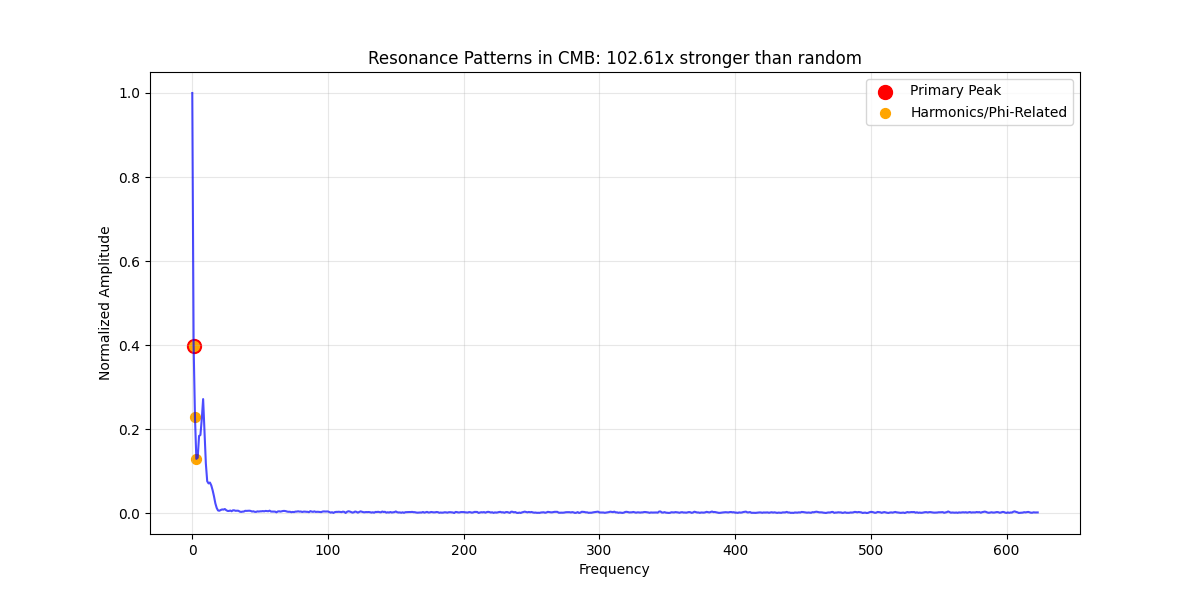 Resonance Patterns in CMB: 102.61x stronger than random
Primary Peak
Harmonics/Phi-Related
Normalized Amplitude
1.0
0.8
0.6
0.4
0.2
0.0
0 100 200 300 400 500 600
Frequency